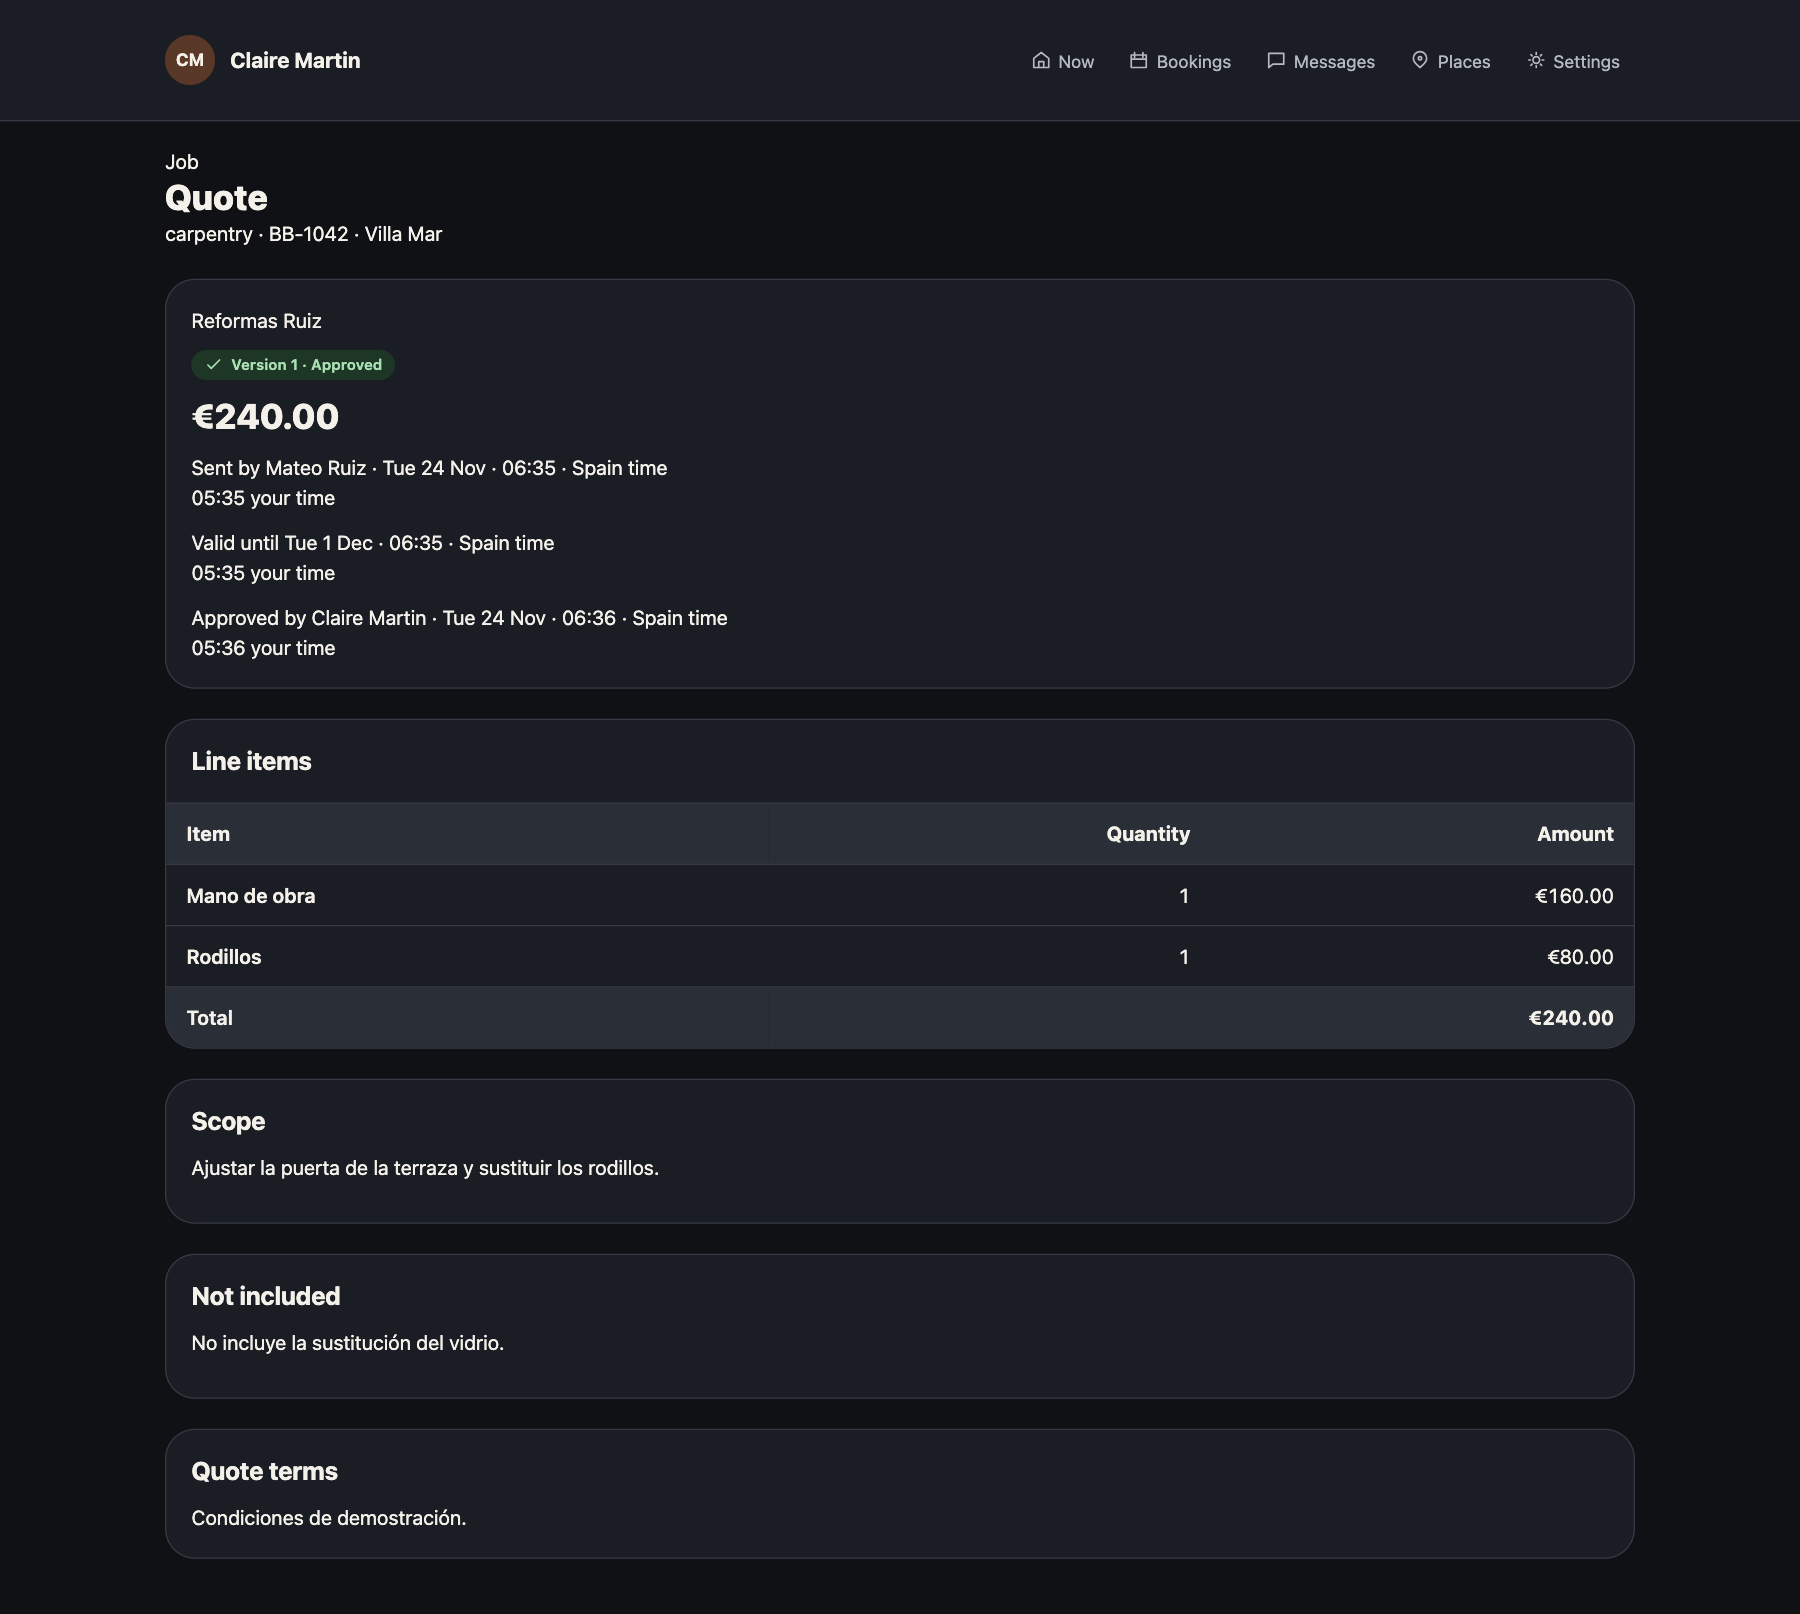 CM
Claire Martin
Now
Bookings
Messages
Places
Settings
Job
Quote
carpentry · BB-1042 · Villa Mar
Reformas Ruiz
Version 1 · Approved
€240.00
Sent by Mateo Ruiz · Tue 24 Nov · 06:35 · Spain time
05:35 your time
Valid until Tue 1 Dec · 06:35 · Spain time
05:35 your time
Approved by Claire Martin · Tue 24 Nov · 06:36 · Spain time
05:36 your time
Line items
Item Quantity Amount
Mano de obra 1 €160.00
Rodillos 1 €80.00
Total €240.00
Scope
Ajustar la puerta de la terraza y sustituir los rodillos.
Not included
No incluye la sustitución del vidrio.
Quote terms
Condiciones de demostración.